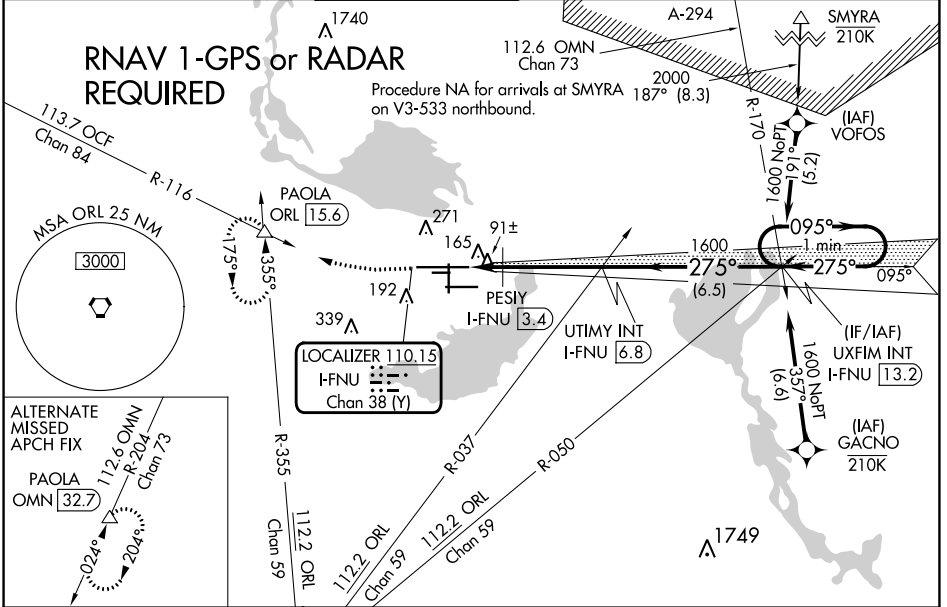 1740
RNAV 1-GPS or RADAR
REQUIRED
Procedure NA for arrivals at SMYRA
on V3-533 northbound.
A-294
112.6 OMN
Chan 73
2000
187° (8.3)
SMYRA
210K
R-170
(IAF)
VOFOS
1600 NoPT
191°
(5.2)
113.7 OCF
Chan 84
R-116
PAOLA
ORL 15.6
175°
355°
MSA ORL 25 NM
3000
271
165
91±
192
339
PESIY
I-FNU 3.4
1600
275°
(6.5)
095°
1 min
275°
095°
UTIMY INT
I-FNU 6.8
(IF/IAF)
UXFIM INT
I-FNU 13.2
LOCALIZER 110.15
I-FNU
Chan 38 (Y)
1600 NoPT
357°
(6.6)
(IAF)
GACNO
210K
R-037
R-050
R-355
112.2 ORL
Chan 59
112.2 ORL
Chan 59
112.2 ORL
Chan 59
1749
ALTERNATE
MISSED
APCH FIX
PAOLA
OMN 32.7
112.6 OMN
R-204
Chan 73
024°
204°